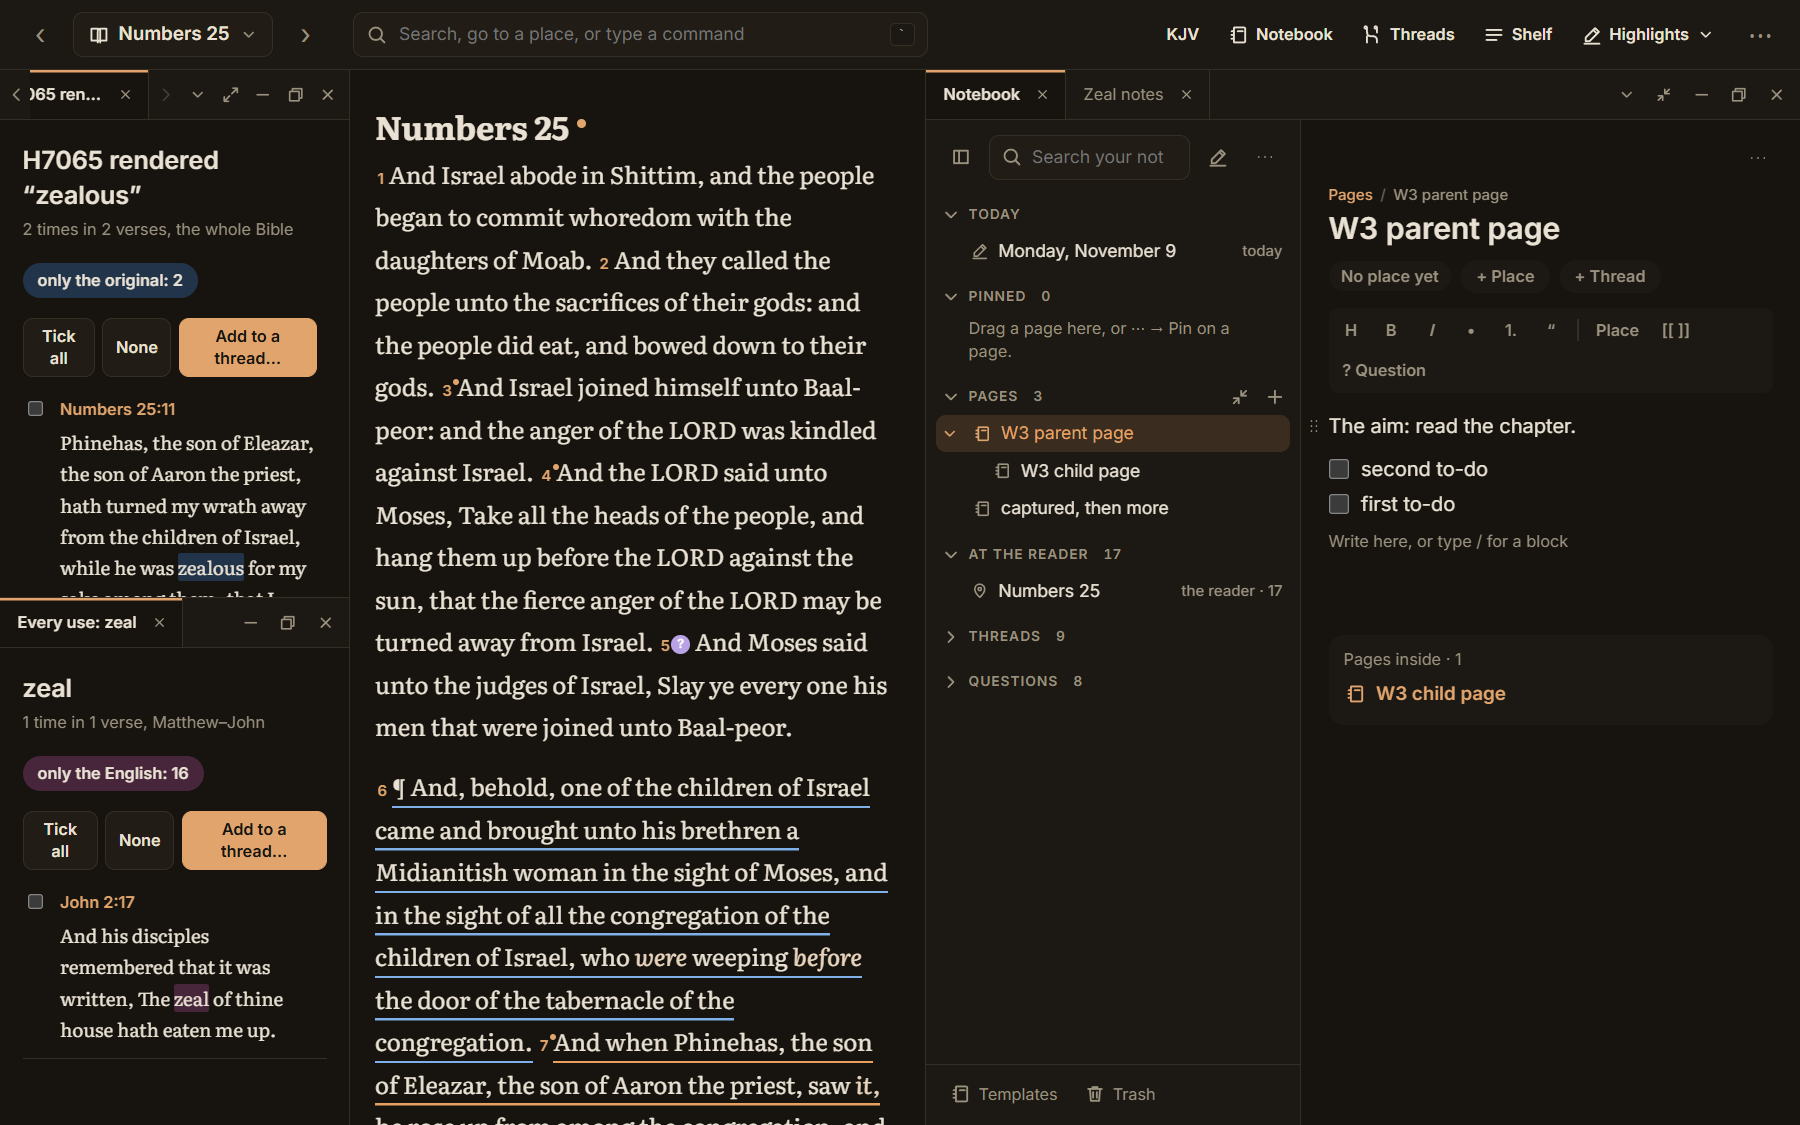 Numbers 25
Search, go to a place, or type a command
`
KJV
Notebook
Threads
Shelf
Highlights
065 ren...
H7065 rendered
“zealous”
2 times in 2 verses, the whole Bible
only the original: 2
Tick
all
None
Add to a
thread...
Numbers 25:11
Phinehas, the son of Eleazar,
the son of Aaron the priest,
hath turned my wrath away
from the children of Israel,
while he was zealous for my
Every use: zeal
zeal
1 time in 1 verse, Matthew–John
only the English: 16
Tick
all
None
Add to a
thread...
John 2:17
And his disciples
remembered that it was
written, The zeal of thine
house hath eaten me up.
Numbers 25
1 And Israel abode in Shittim, and the people
began to commit whoredom with the
daughters of Moab. 2 And they called the
people unto the sacrifices of their gods: and
the people did eat, and bowed down to their
gods. 3 And Israel joined himself unto Baal-
peor: and the anger of the LORD was kindled
against Israel. 4 And the LORD said unto
Moses, Take all the heads of the people, and
hang them up before the LORD against the
sun, that the fierce anger of the LORD may be
turned away from Israel. 5 ? And Moses said
unto the judges of Israel, Slay ye every one his
men that were joined unto Baal-peor.
6 ¶ And, behold, one of the children of Israel
came and brought unto his brethren a
Midianitish woman in the sight of Moses, and
in the sight of all the congregation of the
children of Israel, who were weeping before
the door of the tabernacle of the
congregation. 7 And when Phinehas, the son
of Eleazar, the son of Aaron the priest, saw it,
he rose up from among the congregation, and
Notebook
Zeal notes
Search your not
TODAY
Monday, November 9
today
PINNED 0
Drag a page here, or ··· → Pin on a
page.
PAGES 3
W3 parent page
W3 child page
captured, then more
AT THE READER 17
Numbers 25
the reader · 17
THREADS 9
QUESTIONS 8
Templates
Trash
Pages / W3 parent page
W3 parent page
No place yet
+ Place
+ Thread
H B I • 1. “ Place [[ ]]
? Question
The aim: read the chapter.
second to-do
first to-do
Write here, or type / for a block
Pages inside · 1
W3 child page